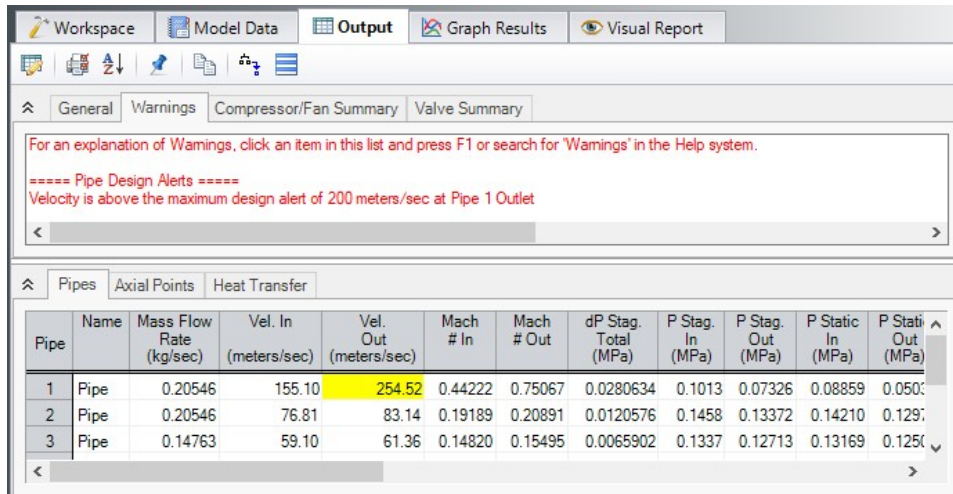 Workspace Model Data Output Graph Results Visual Report
General Warnings Compressor/Fan Summary Valve Summary
For an explanation of Warnings, click an item in this list and press F1 or search for 'Warnings' in the Help system.
===== Pipe Design Alerts =====
Velocity is above the maximum design alert of 200 meters/sec at Pipe 1 Outlet
Pipes Axial Points Heat Transfer
Pipe Name Mass Flow Rate (kg/sec) Vel. In (meters/sec) Vel. Out (meters/sec) Mach # In Mach # Out dP Stag. Total (MPa) P Stag. In (MPa) P Stag. Out (MPa) P Static In (MPa) P Static Out (MPa)
1 Pipe 0.20546 155.10 254.52 0.44222 0.75067 0.0280634 0.1013 0.07326 0.08859
2 Pipe 0.20546 76.81 83.14 0.19189 0.20891 0.0120576 0.1458 0.13372 0.14210
3 Pipe 0.14763 59.10 61.36 0.14820 0.15495 0.0065902 0.1337 0.12713 0.13169